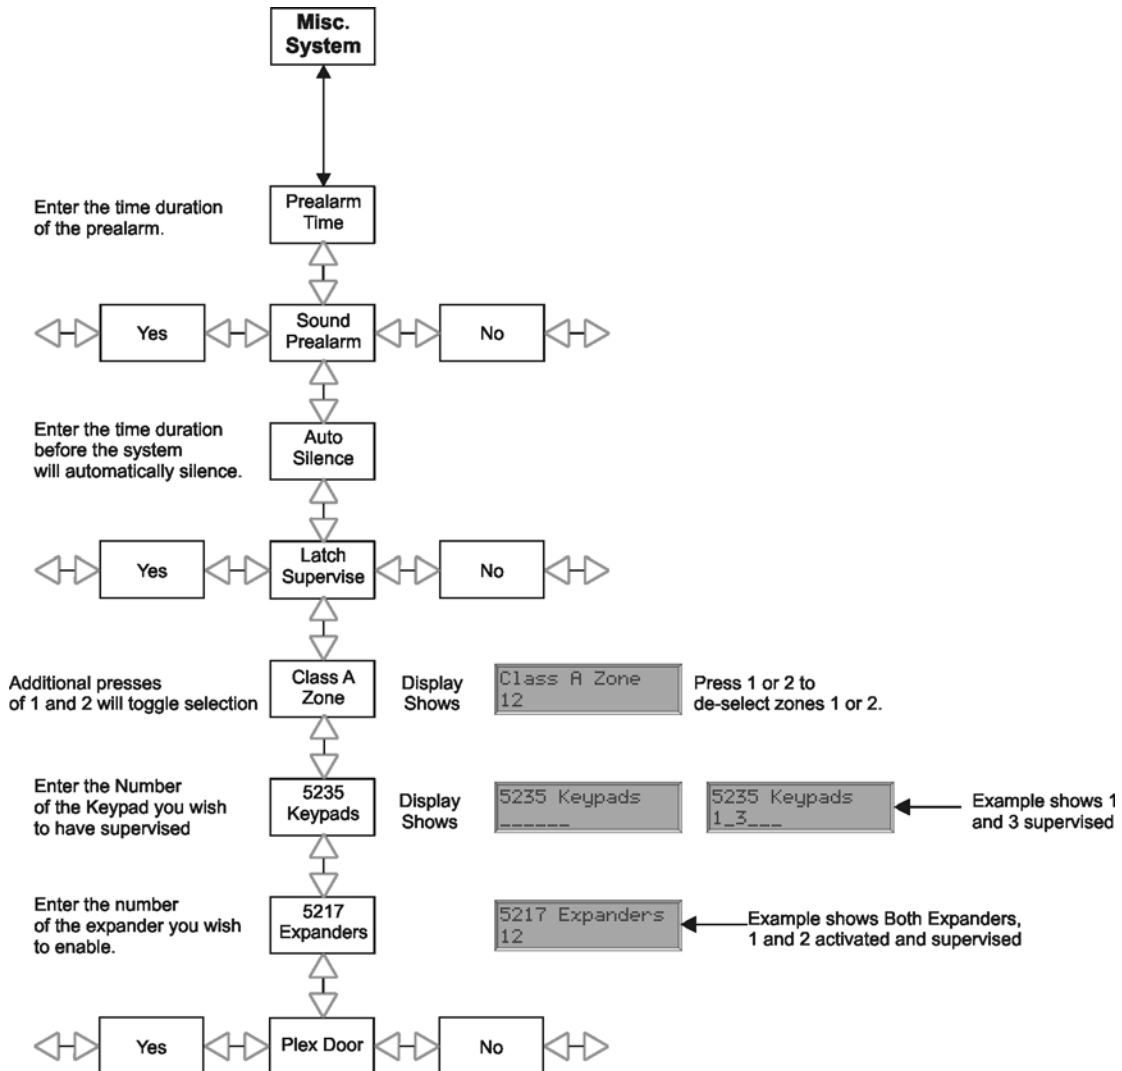 Misc.
System
Enter the time duration
of the prealarm.
Prealarm
Time
Yes
Sound
Prealarm
No
Enter the time duration
before the system
will automatically silence.
Auto
Silence
Yes
Latch
Supervise
No
Additional presses
of 1 and 2 will toggle selection
Class A
Zone
Display
Shows
Class A Zone
12
Press 1 or 2 to
de-select zones 1 or 2.
Enter the Number
of the Keypad you wish
to have supervised
5235
Keypads
Display
Shows
5235 Keypads
______
5235 Keypads
1_3___
Example shows 1
and 3 supervised
Enter the number
of the expander you wish
to enable.
5217
Expanders
5217 Expanders
12
Example shows Both Expanders,
1 and 2 activated and supervised
Yes
Plex Door
No